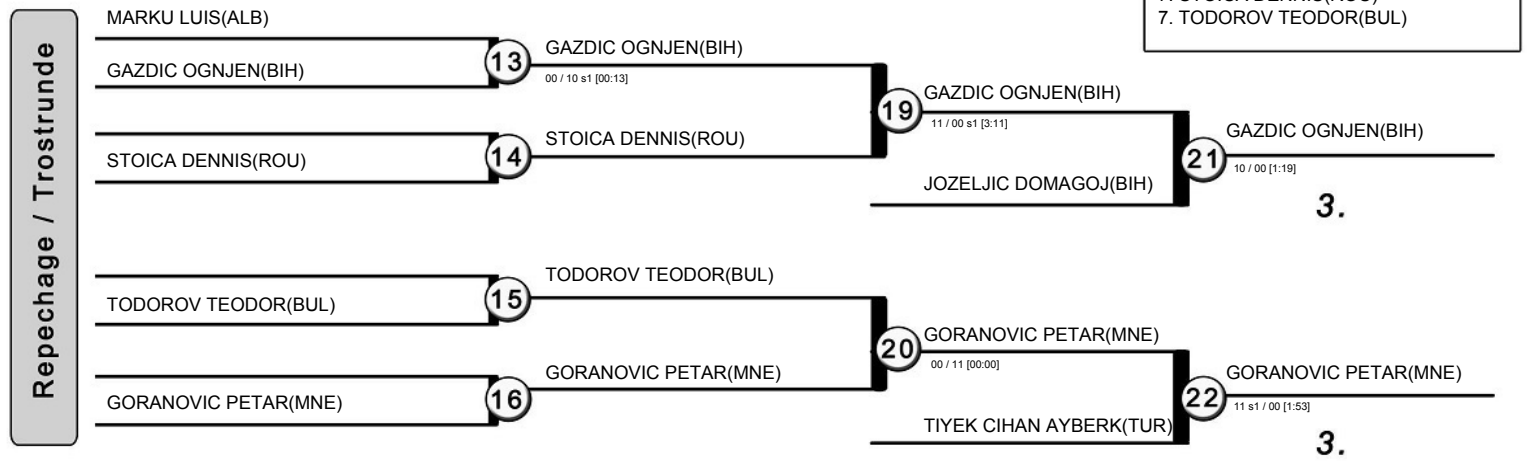 7. STOICA DENNIS(ROU)
7. TODOROV TEODOR(BUL)
Repechage / Trostrunde
MARKU LUIS(ALB)
GAZDIC OGNJEN(BIH)
13
GAZDIC OGNJEN(BIH)
00 / 10 s1 [00:13]
STOICA DENNIS(ROU)
14
STOICA DENNIS(ROU)
19
GAZDIC OGNJEN(BIH)
11 / 00 s1 [3:11]
JOZELJIC DOMAGOJ(BIH)
21
GAZDIC OGNJEN(BIH)
10 / 00 [1:19]
3.
TODOROV TEODOR(BUL)
15
TODOROV TEODOR(BUL)
GORANOVIC PETAR(MNE)
16
GORANOVIC PETAR(MNE)
20
GORANOVIC PETAR(MNE)
00 / 11 [00:00]
TIYEK CIHAN AYBERK(TUR)
22
GORANOVIC PETAR(MNE)
11 s1 / 00 [1:53]
3.